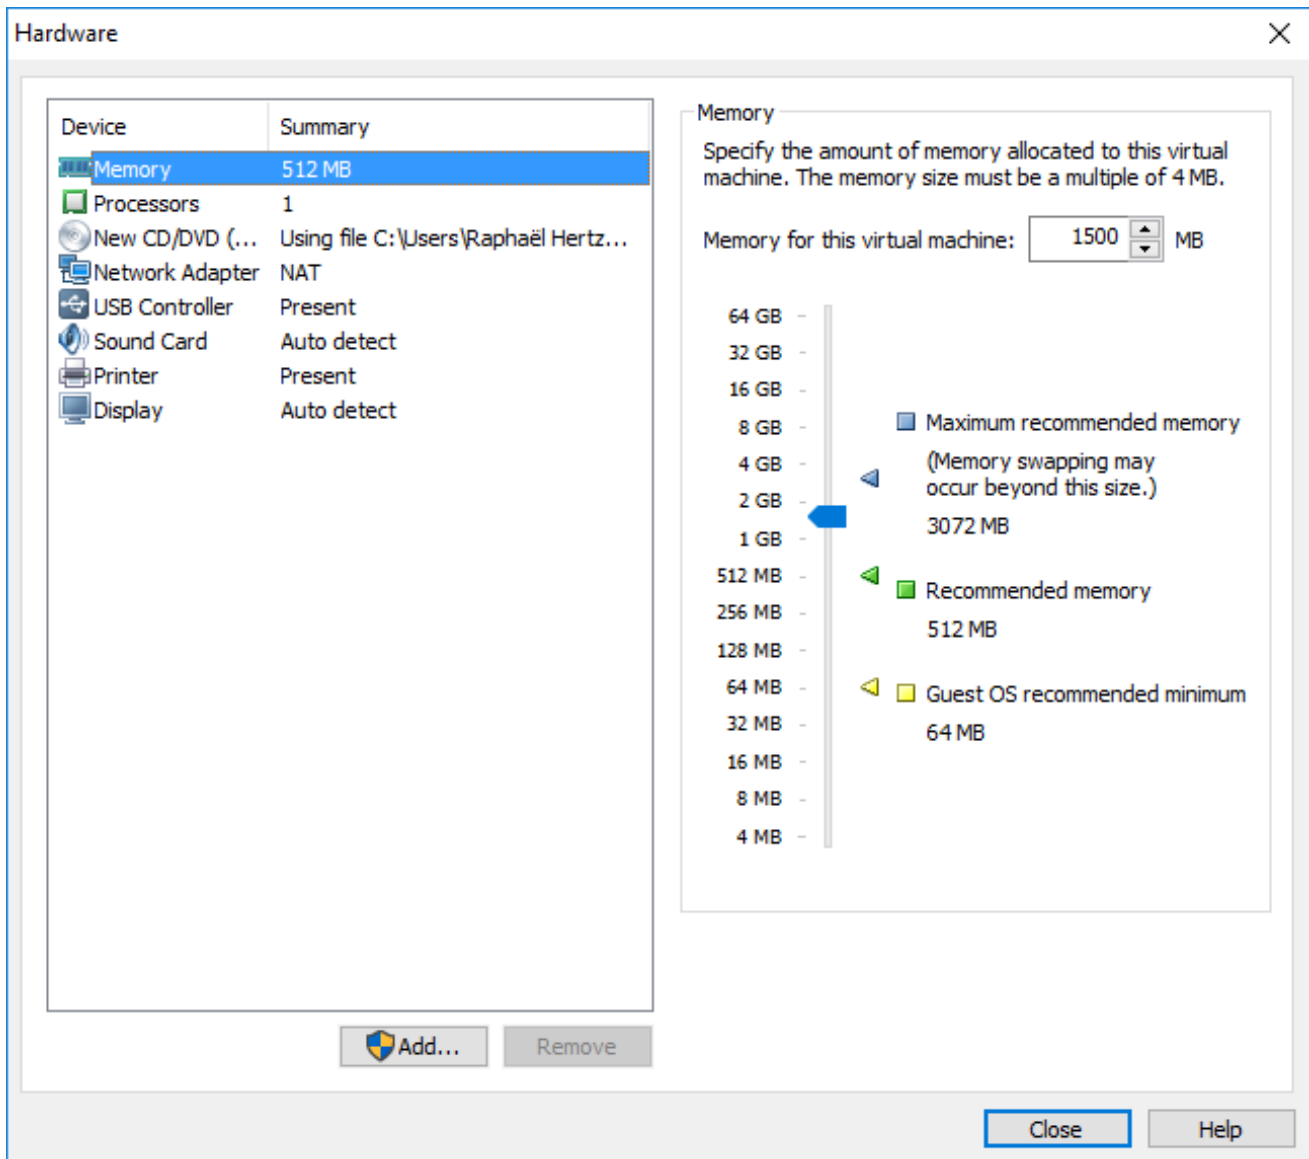 Hardware
Device Summary
Memory 512 MB
Processors 1
New CD/DVD (... Using file C:\Users\Raphaël Hertz...
Network Adapter NAT
USB Controller Present
Sound Card Auto detect
Printer Present
Display Auto detect
Add...
Remove
Memory
Specify the amount of memory allocated to this virtual
machine. The memory size must be a multiple of 4 MB.
Memory for this virtual machine: 1500 MB
64 GB
32 GB
16 GB
8 GB
4 GB
2 GB
1 GB
512 MB
256 MB
128 MB
64 MB
32 MB
16 MB
8 MB
4 MB
Maximum recommended memory
(Memory swapping may
occur beyond this size.)
3072 MB
Recommended memory
512 MB
Guest OS recommended minimum
64 MB
Close
Help